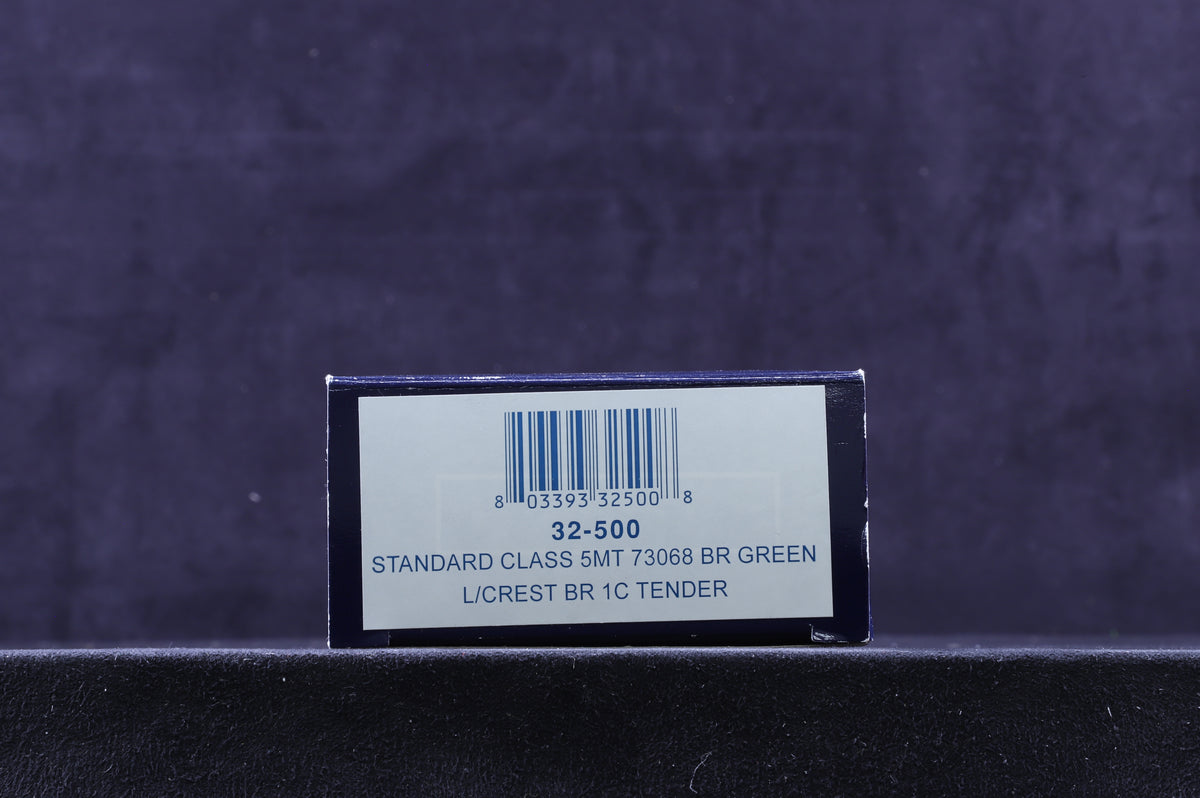 8 03393 32500 8
32-500
STANDARD CLASS 5MT 73068 BR GREEN
L/CREST BR 1C TENDER